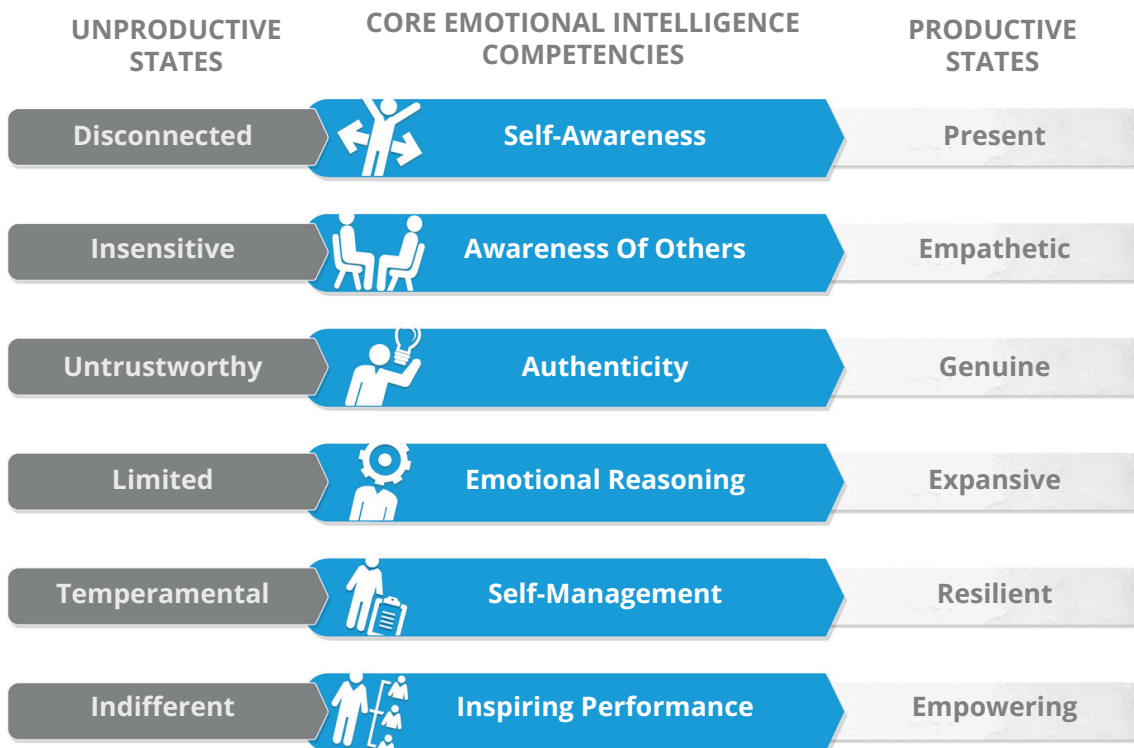 UNPRODUCTIVE
STATES
CORE EMOTIONAL INTELLIGENCE
COMPETENCIES
PRODUCTIVE
STATES
Disconnected Self-Awareness Present
Insensitive Awareness Of Others Empathetic
Untrustworthy Authenticity Genuine
Limited Emotional Reasoning Expansive
Temperamental Self-Management Resilient
Indifferent Inspiring Performance Empowering